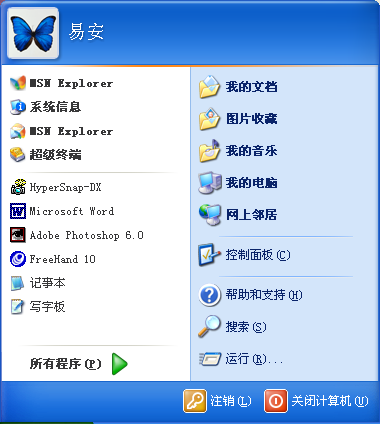 易安
MSN Explorer
系统信息
MSN Explorer
超级终端
HyperSnap-DX
Microsoft Word
Adobe Photoshop 6.0
FreeHand 10
记事本
写字板
所有程序(P)
我的文档
图片收藏
我的音乐
我的电脑
网上邻居
控制面板(C)
帮助和支持(H)
搜索(S)
运行(R)...
注销(L)
关闭计算机(U)